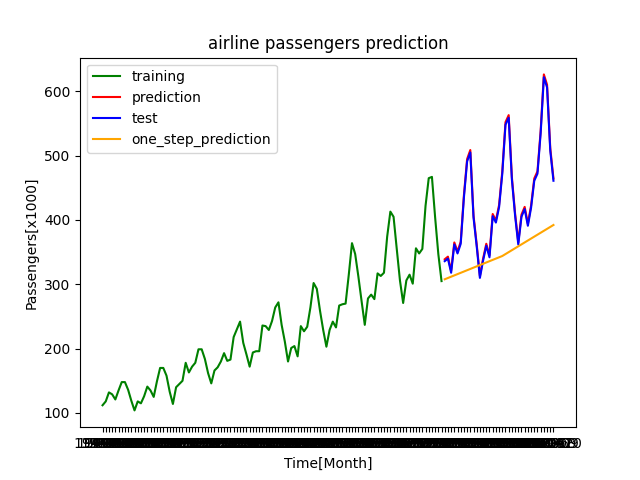 airline passengers prediction
training
prediction
test
one_step_prediction
600
500
400
300
200
100
Passengers[x1000]
Time[Month]